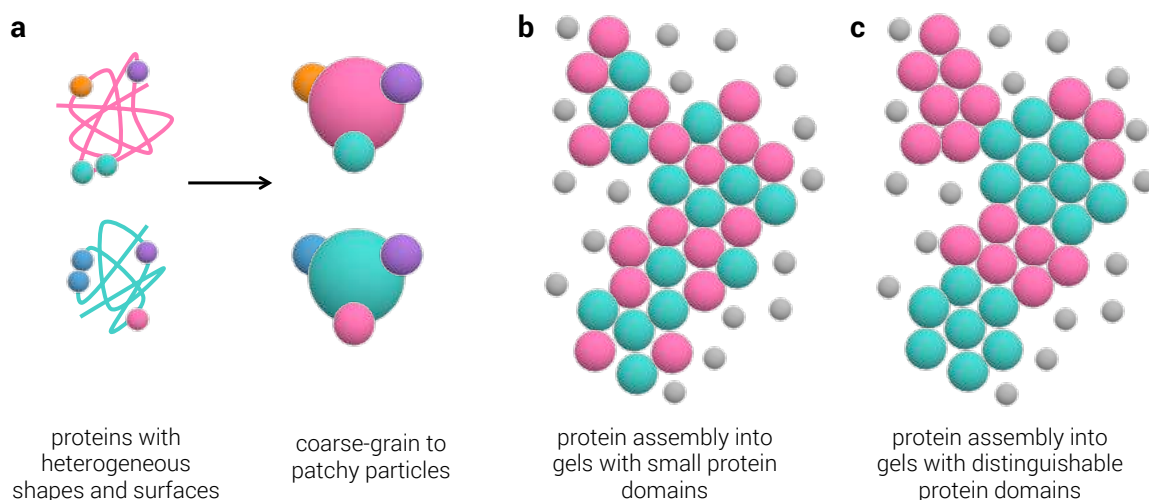 a
b
c
proteins with
heterogeneous
shapes and surfaces
coarse-grain to
patchy particles
protein assembly into
gels with small protein
domains
protein assembly into
gels with distinguishable
protein domains